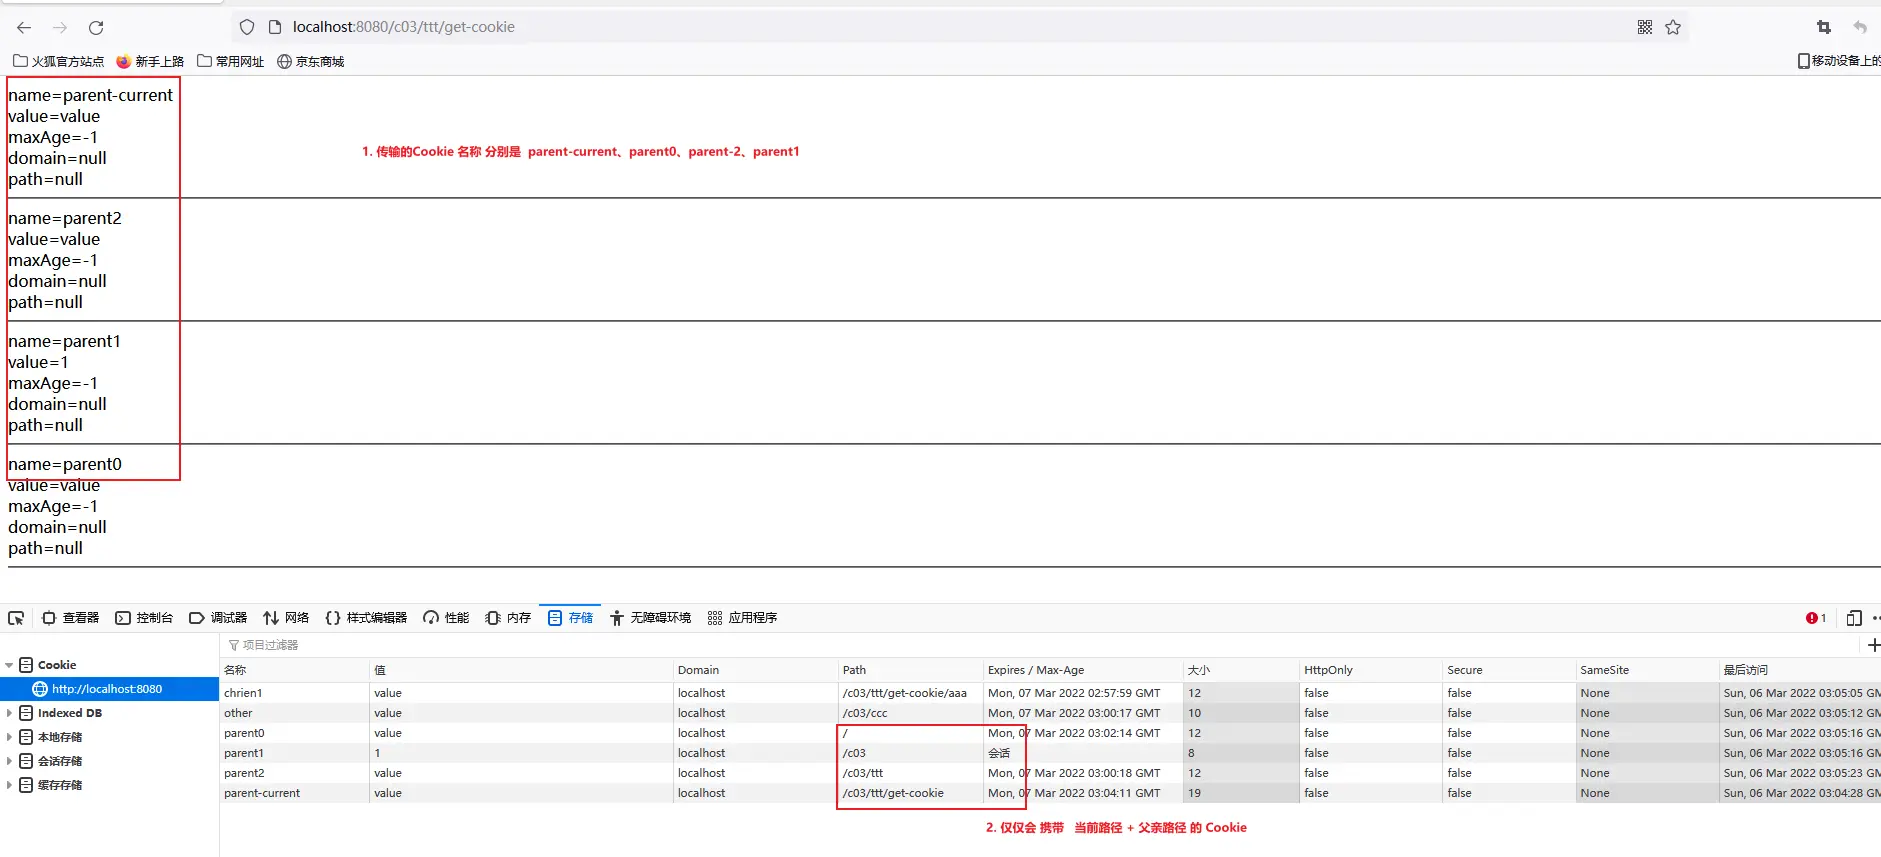 localhost:8080/c03/ttt/get-cookie
火狐官方站点 新手上路 常用网址 京东商城 移动设备上的
name=parent-current
value=value
maxAge=-1
domain=null
path=null
1. 传输的Cookie 名称 分别是 parent-current、parent0、parent-2、parent1
name=parent2
value=value
maxAge=-1
domain=null
path=null
name=parent1
value=1
maxAge=-1
domain=null
path=null
name=parent0
value=value
maxAge=-1
domain=null
path=null
查看器 控制台 调试器 网络 {} 样式编辑器 性能 内存 存储 无障碍环境 应用程序 1
项目过滤器
Cookie
http://localhost:8080
Indexed DB
本地存储
会话存储
缓存存储
名称 值 Domain Path Expires / Max-Age 大小 HttpOnly Secure SameSite 最后访问
chrien1 value localhost /c03/ttt/get-cookie/aaa Mon, 07 Mar 2022 02:57:59 GMT 12 false false None Sun, 06 Mar 2022 03:05:05 GM
other value localhost /c03/ccc Mon, 07 Mar 2022 03:00:17 GMT 10 false false None Sun, 06 Mar 2022 03:05:12 GM
parent0 value localhost / Mon, 07 Mar 2022 03:02:14 GMT 12 false false None Sun, 06 Mar 2022 03:05:16 GM
parent1 1 localhost /c03 会话 8 false false None Sun, 06 Mar 2022 03:05:16 GM
parent2 value localhost /c03/ttt Mon, 07 Mar 2022 03:00:18 GMT 12 false false None Sun, 06 Mar 2022 03:05:23 GM
parent-current value localhost /c03/ttt/get-cookie Mon, 07 Mar 2022 03:04:11 GMT 19 false false None Sun, 06 Mar 2022 03:04:28 GM
2. 仅仅会 携带 当前路径 + 父亲路径 的 Cookie